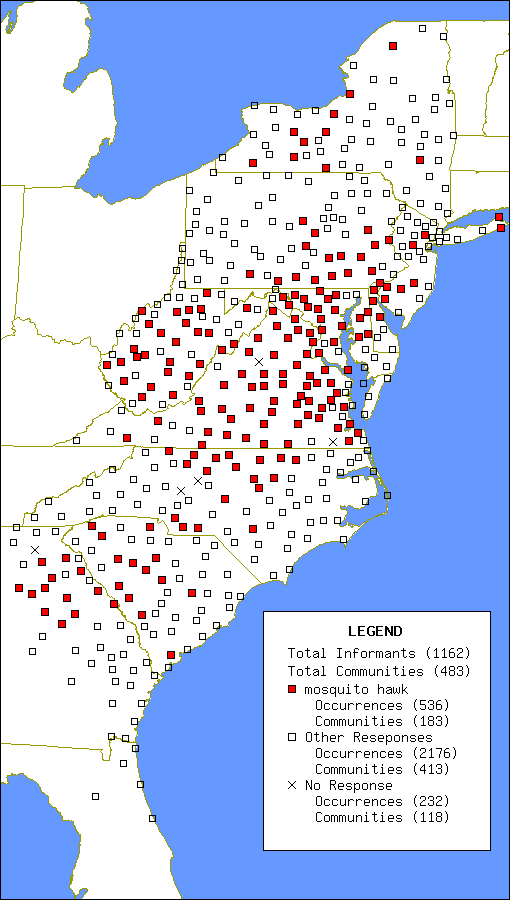 LEGEND
Total Informants (1162)
Total Communities (483)
mosquito hawk
Occurrences (536)
Communities (183)
Other Reseponses
Occurrences (2176)
Communities (413)
No Response
Occurrences (232)
Communities (118)